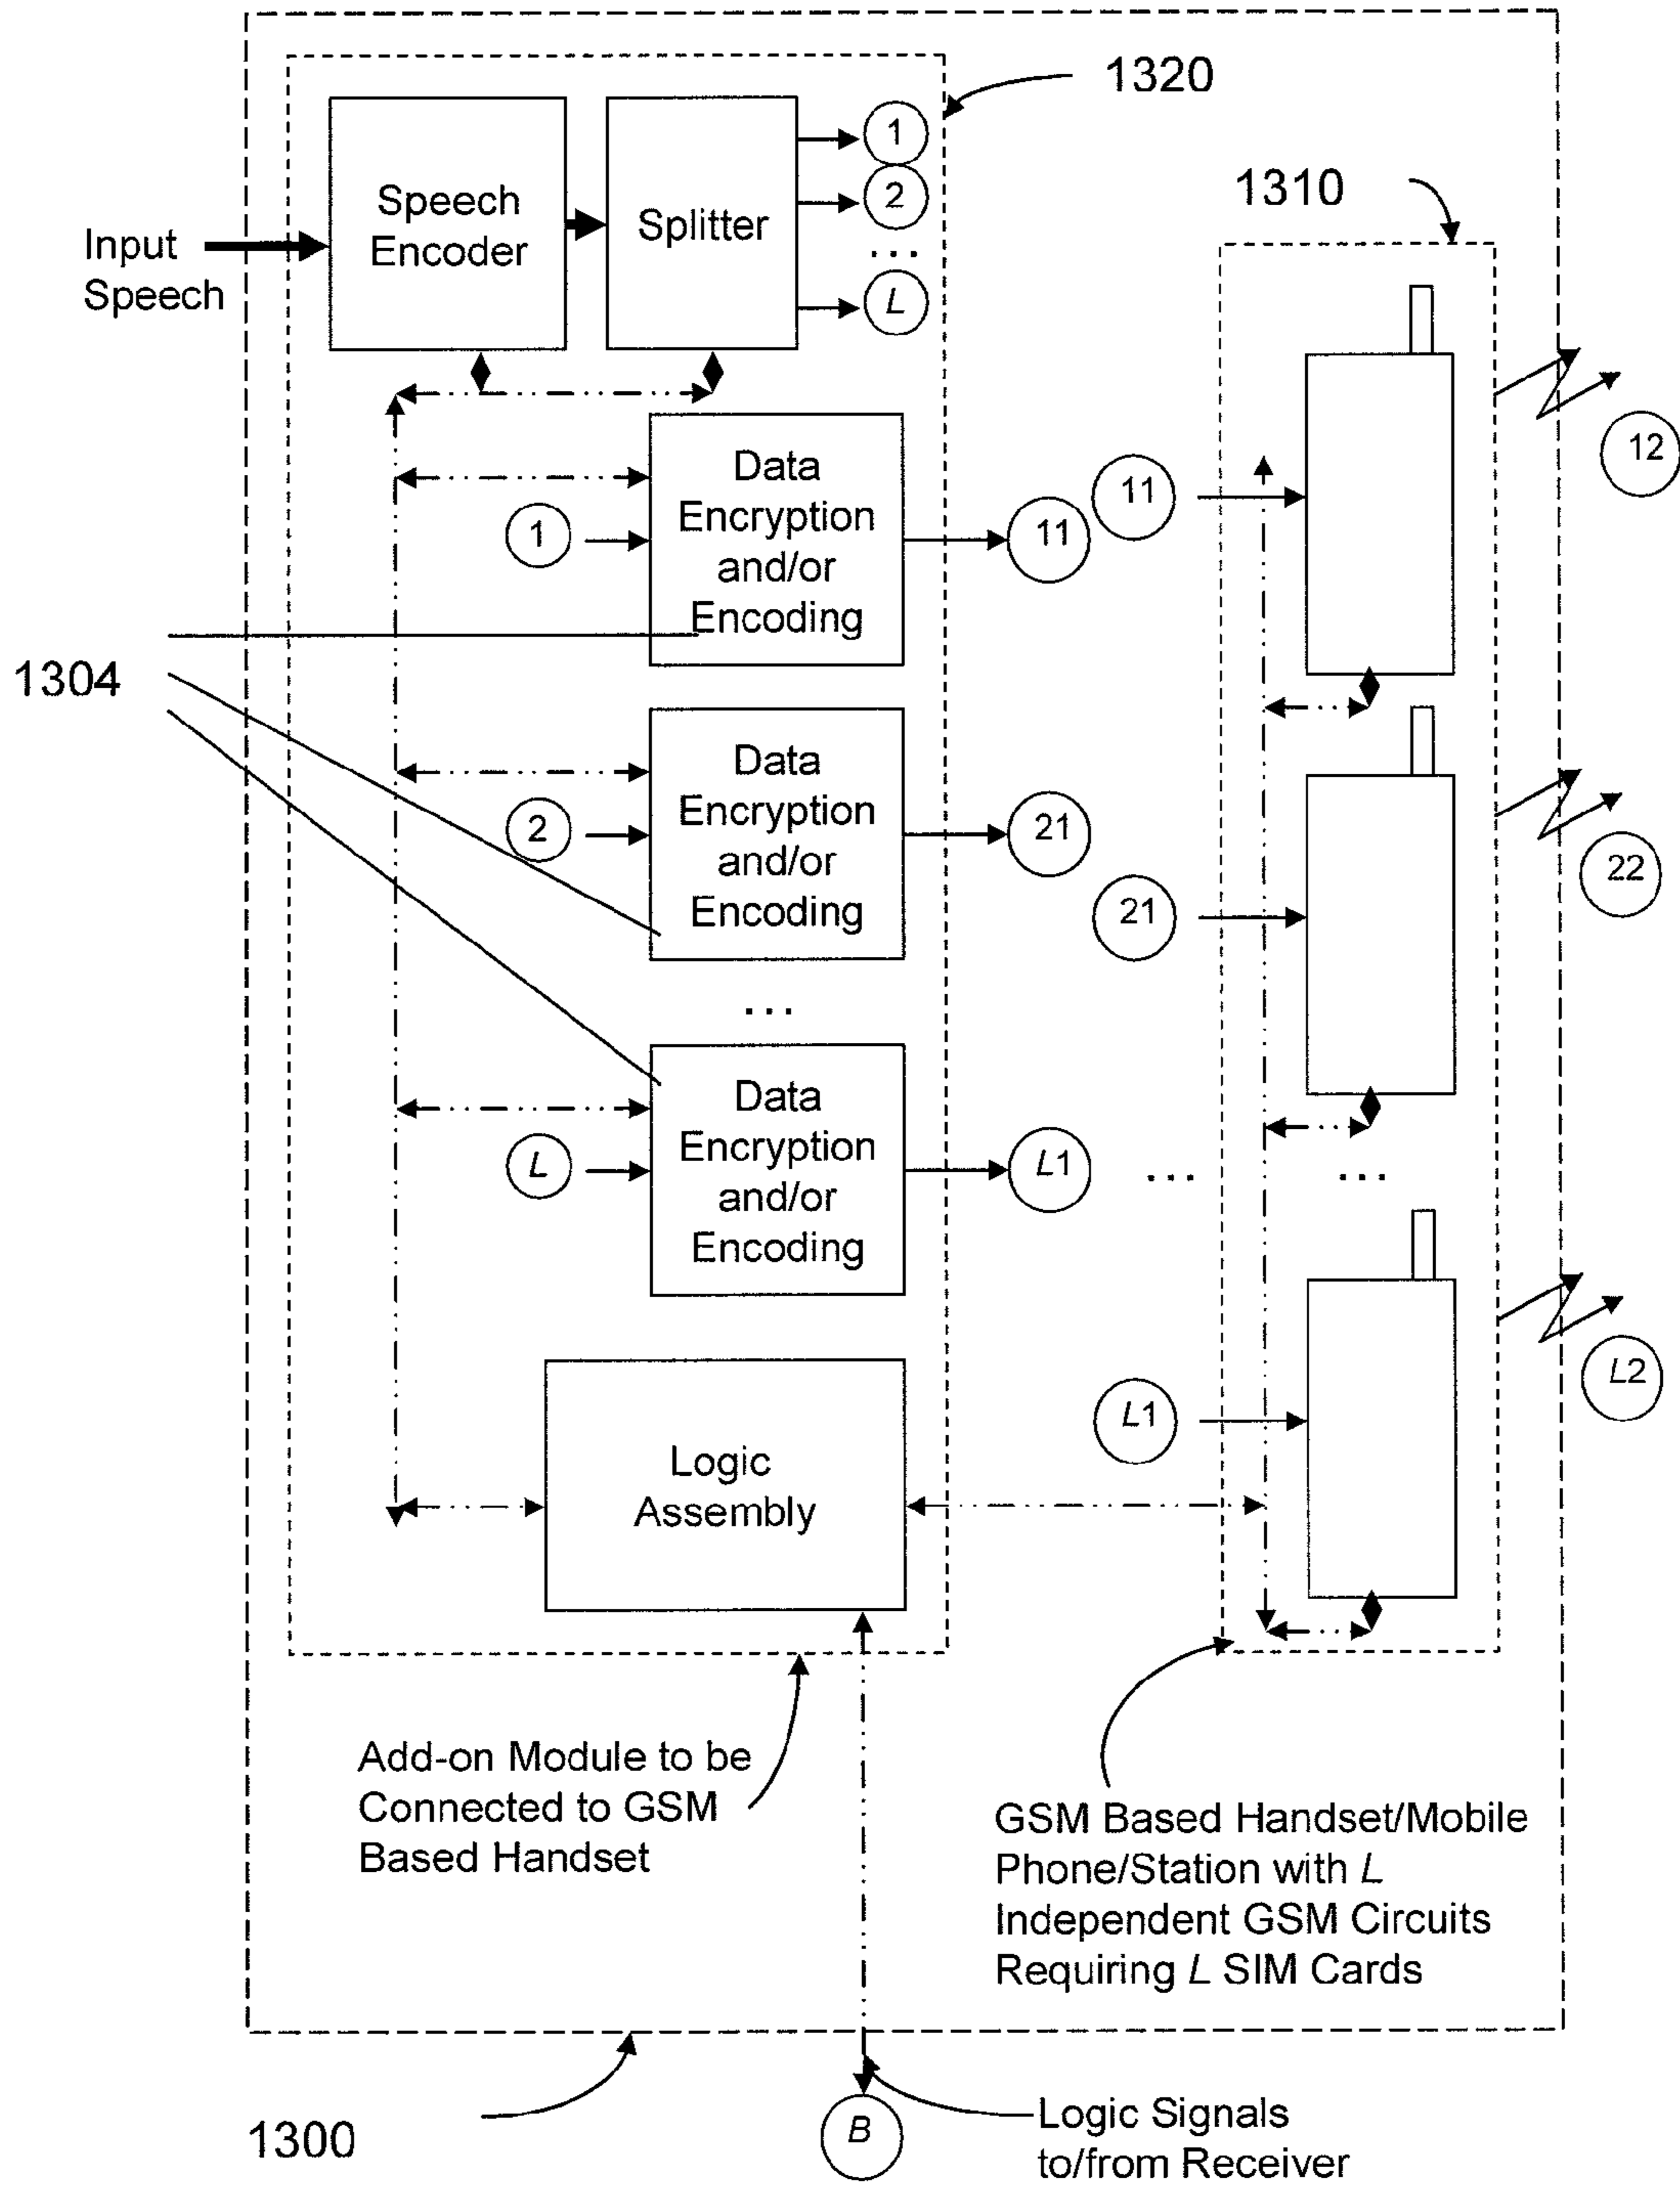 1320
1
2
...
L
Speech
Encoder
Splitter
Input
Speech
1310
12
Data
Encryption
and/or
Encoding
1
11
11
1304
22
Data
Encryption
and/or
Encoding
2
21
21
...
Data
Encryption
and/or
Encoding
L
L1
...
...
L2
L1
Logic
Assembly
Add-on Module to be
Connected to GSM
Based Handset
GSM Based Handset/Mobile
Phone/Station with L
Independent GSM Circuits
Requiring L SIM Cards
1300
B
Logic Signals
to/from Receiver